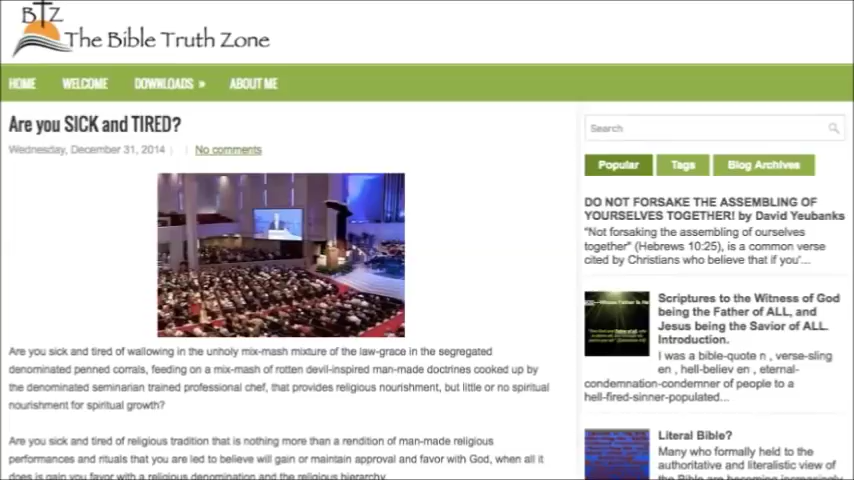 BTZ
The Bible Truth Zone
HOME WELCOME DOWNLOADS » ABOUT ME
Are you SICK and TIRED?
Wednesday, December 31, 2014 | | No comments
Are you sick and tired of wallowing in the unholy mix-mash mixture of the law-grace in the segregated
denominated penned corrals, feeding on a mix-mash of rotten devil-inspired man-made doctrines cooked up by
the denominated seminarian trained professional chef, that provides religious nourishment, but little or no spiritual
nourishment for spiritual growth?
Are you sick and tired of religious tradition that is nothing more than a rendition of man-made religious
performances and rituals that you are led to believe will gain or maintain approval and favor with God, when all it
does is gain you favor with a religious denomination and the religious hierarchy.
Search
Popular Tags Blog Archives
DO NOT FORSAKE THE ASSEMBLING OF
YOURSELVES TOGETHER! by David Yeubanks
"Not forsaking the assembling of ourselves
together" (Hebrews 10:25), is a common verse
cited by Christians who believe that if you'...
Scriptures to the Witness of God
being the Father of ALL, and
Jesus being the Savior of ALL.
Introduction.
I was a bible-quote n , verse-sling
en , hell-believ en , eternal-
condemnation-condemner of people to a
hell-fired-sinner-populated...
Literal Bible?
Many who formally held to the
authoritative and literalistic view of
the Bible are becoming increasingly